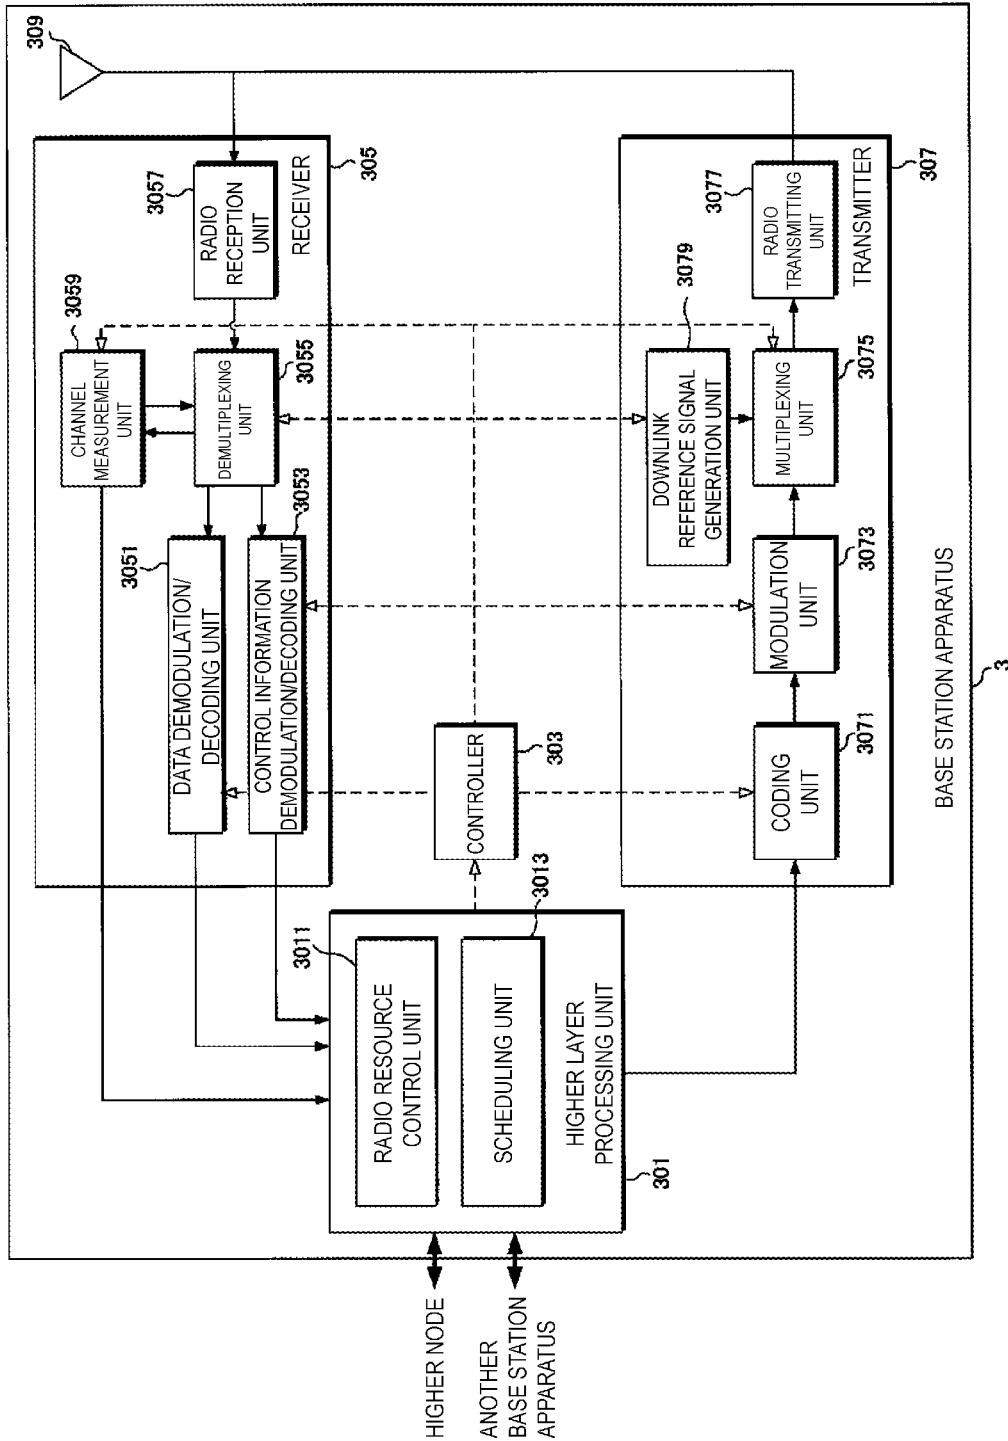 HIGHER NODE
ANOTHER
BASE STATION
APPARATUS
301
HIGHER LAYER
PROCESSING UNIT
3011
RADIO RESOURCE
CONTROL UNIT
3013
SCHEDULING UNIT
303
CONTROLLER
305
RECEIVER
3051
DATA DEMODULATION/
DECODING UNIT
3053
CONTROL INFORMATION
DEMODULATION/DECODING UNIT
3059
CHANNEL
MEASUREMENT
UNIT
3055
DEMULTIPLEXING
UNIT
3057
RADIO
RECEPTION
UNIT
309
307
TRANSMITTER
3071
CODING
UNIT
3073
MODULATION
UNIT
3079
DOWNLINK
REFERENCE SIGNAL
GENERATION UNIT
3075
MULTIPLEXING
UNIT
3077
RADIO
TRANSMITTING
UNIT
BASE STATION APPARATUS
3